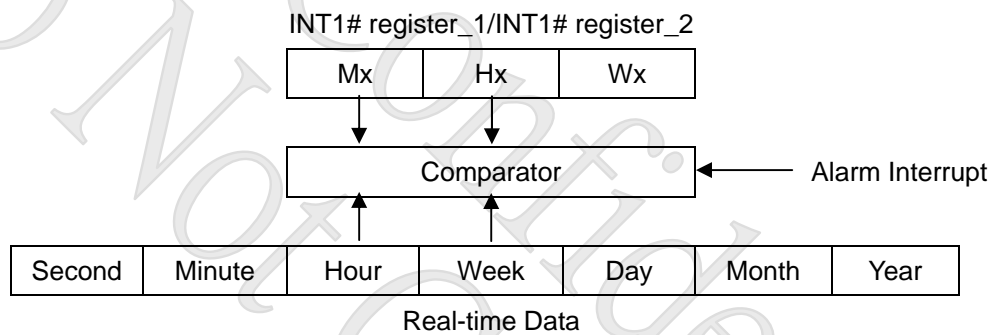 INT1# register_1/INT1# register_2
Mx Hx Wx
Comparator
Alarm Interrupt
Second Minute Hour Week Day Month Year
Real-time Data